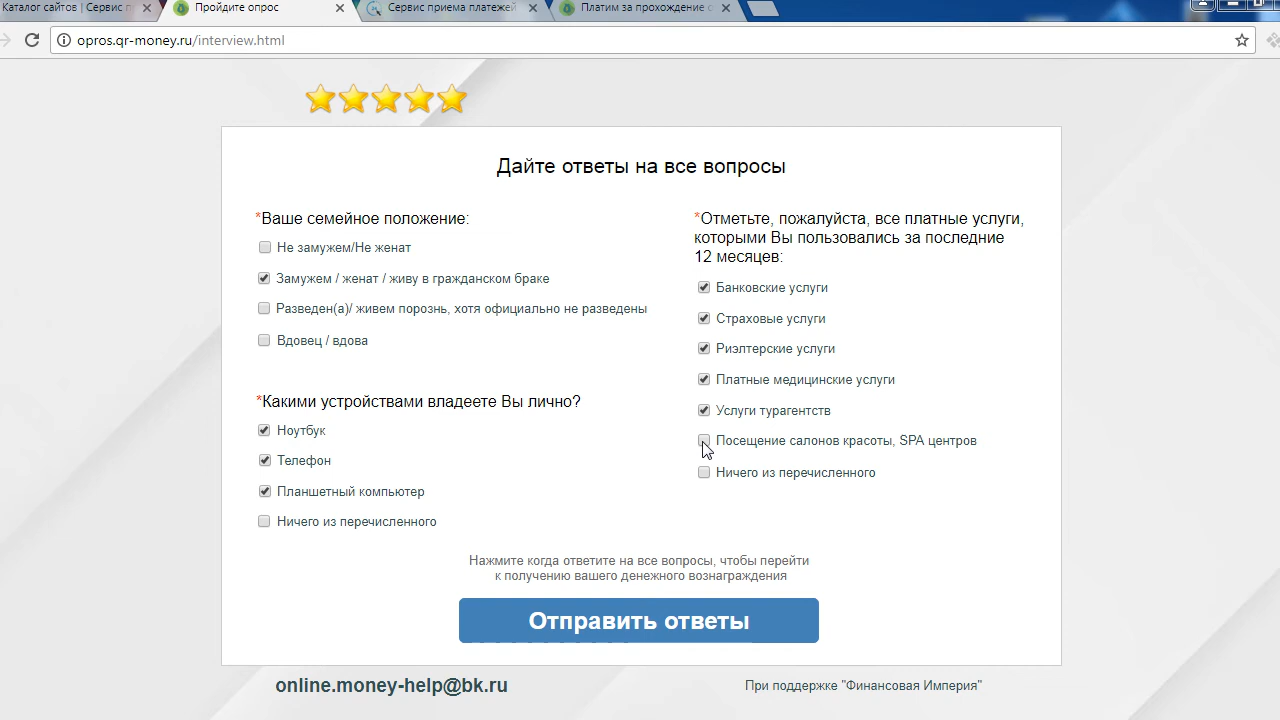 Каталог сайтов | Сервис п
Пройдите опрос
Сервис приема платежей
Платим за прохождение о
opros.qr-money.ru/interview.html
Дайте ответы на все вопросы
*Ваше семейное положение:
Не замужем/Не женат
Замужем / женат / живу в гражданском браке
Разведен(а)/ живем порознь, хотя официально не разведены
Вдовец / вдова
*Какими устройствами владеете Вы лично?
Ноутбук
Телефон
Планшетный компьютер
Ничего из перечисленного
*Отметьте, пожалуйста, все платные услуги,
которыми Вы пользовались за последние
12 месяцев:
Банковские услуги
Страховые услуги
Риэлтерские услуги
Платные медицинские услуги
Услуги турагентств
Посещение салонов красоты, SPA центров
Ничего из перечисленного
Нажмите когда ответите на все вопросы, чтобы перейти
к получению вашего денежного вознаграждения
Отправить ответы
online.money-help@bk.ru
При поддержке "Финансовая Империя"